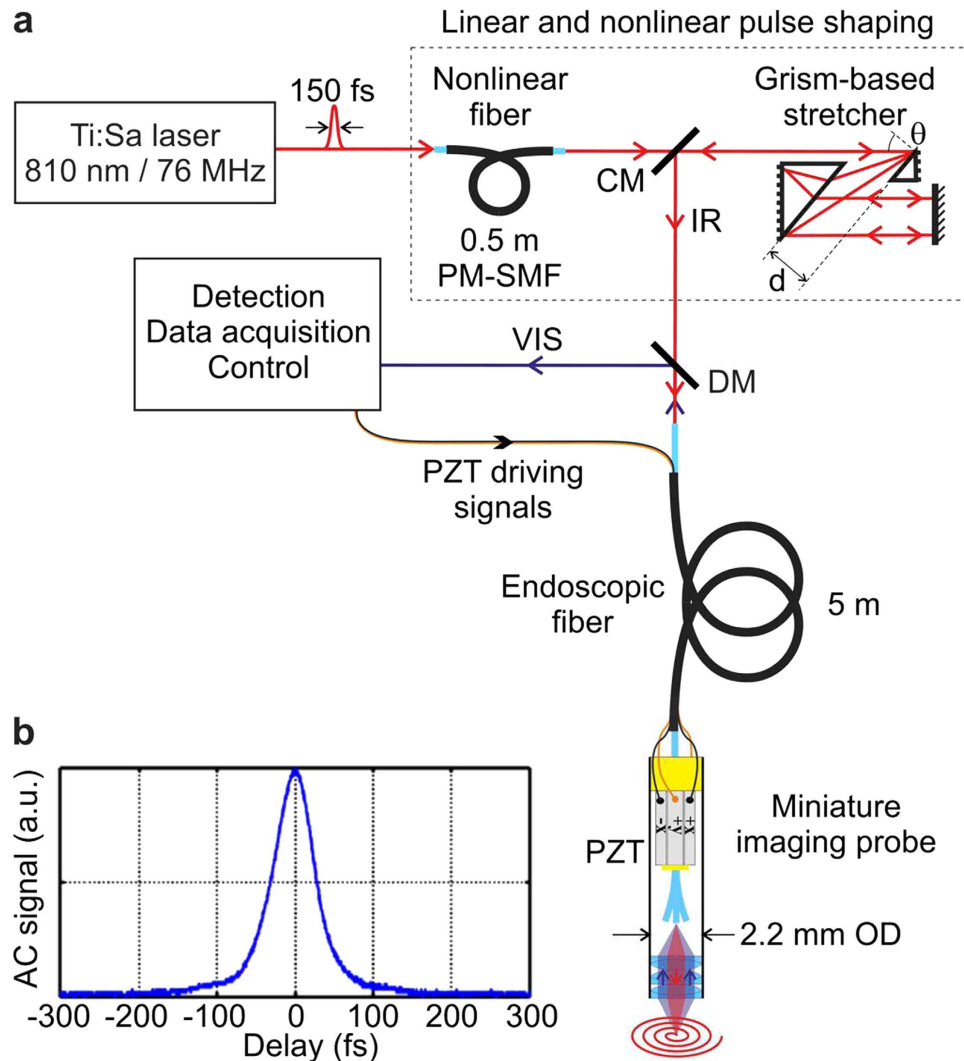 a
Linear and nonlinear pulse shaping
Ti:Sa laser
810 nm / 76 MHz
150 fs
Nonlinear
fiber
0.5 m
PM-SMF
CM
IR
Grism-based
stretcher
θ
d
Detection
Data acquisition
Control
VIS
DM
PZT driving
signals
Endoscopic
fiber
5 m
PZT
Miniature
imaging probe
2.2 mm OD
b
AC signal (a.u.)
-300 -200 -100 0 100 200 300
Delay (fs)